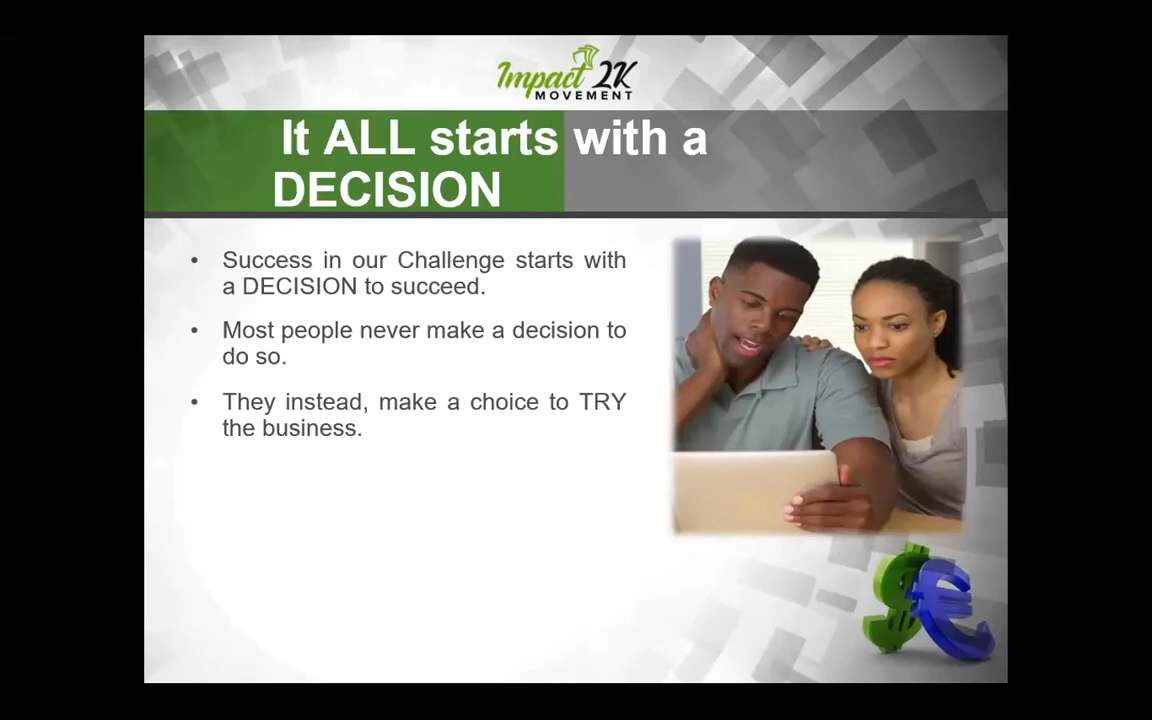 Impact 2K
MOVEMENT
It ALL starts with a
DECISION
• Success in our Challenge starts with
a DECISION to succeed.
• Most people never make a decision to
do so.
• They instead, make a choice to TRY
the business.